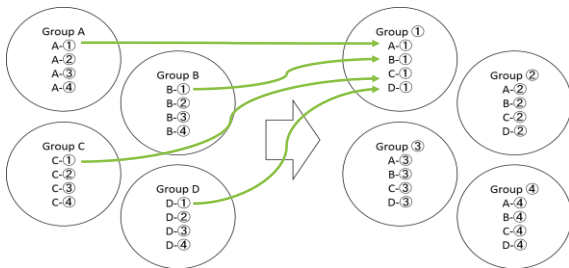 Group A
A-①
A-②
A-③
A-④
Group B
B-①
B-②
B-③
B-④
Group C
C-①
C-②
C-③
C-④
Group D
D-①
D-②
D-③
D-④
Group ①
A-①
B-①
C-①
D-①
Group ②
A-②
B-②
C-②
D-②
Group ③
A-③
B-③
C-③
D-③
Group ④
A-④
B-④
C-④
D-④